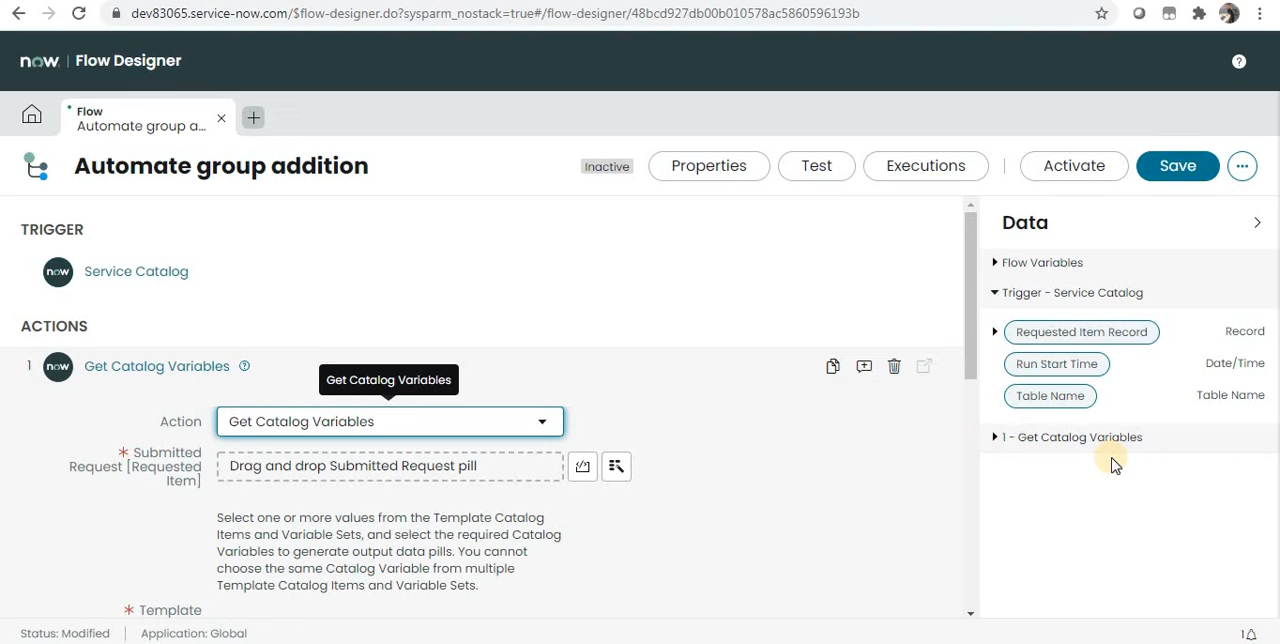 dev83065.service-now.com/$flow-designer.do?sysparm_nostack=true#/flow-designer/48bcd927db00b010578ac5860596193b
now. | Flow Designer
?
Flow
Automate group a...
Automate group addition
Inactive
Properties
Test
Executions
Activate
Save
TRIGGER
now
Service Catalog
ACTIONS
1
now
Get Catalog Variables
Get Catalog Variables
Action
Get Catalog Variables
* Submitted
Request [Requested
Item]
Drag and drop Submitted Request pill
Select one or more values from the Template Catalog
Items and Variable Sets, and select the required Catalog
Variables to generate output data pills. You cannot
choose the same Catalog Variable from multiple
Template Catalog Items and Variable Sets.
* Template
Data
Flow Variables
Trigger - Service Catalog
Requested Item Record Record
Run Start Time Date/Time
Table Name Table Name
1 - Get Catalog Variables
Status: Modified | Application: Global
1